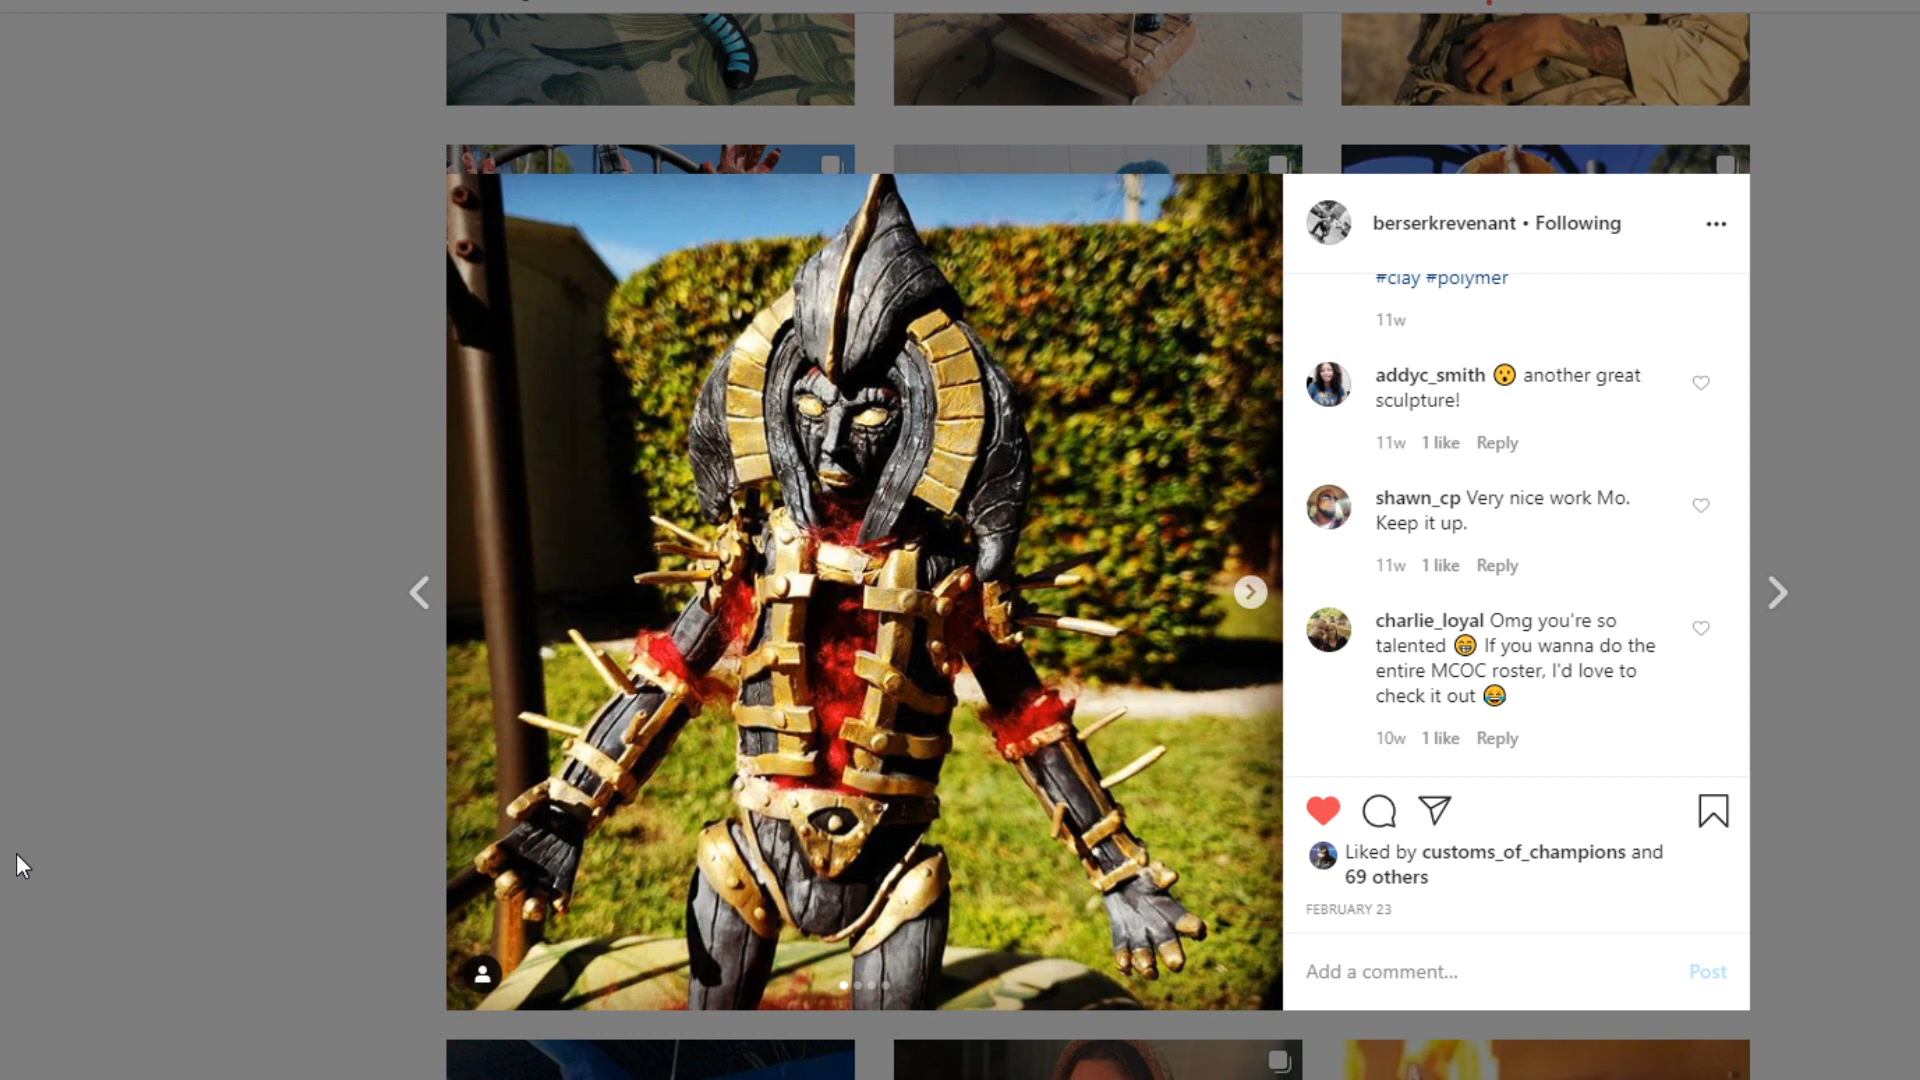 berserkrevenant • Following
#clay #polymer
11w
addyc_smith 😮 another great
sculpture!
11w 1 like Reply
shawn_cp Very nice work Mo.
Keep it up.
11w 1 like Reply
charlie_loyal Omg you're so
talented 😁 If you wanna do the
entire MCOC roster, I'd love to
check it out 😂
10w 1 like Reply
Liked by customs_of_champions and
69 others
FEBRUARY 23
Add a comment... Post